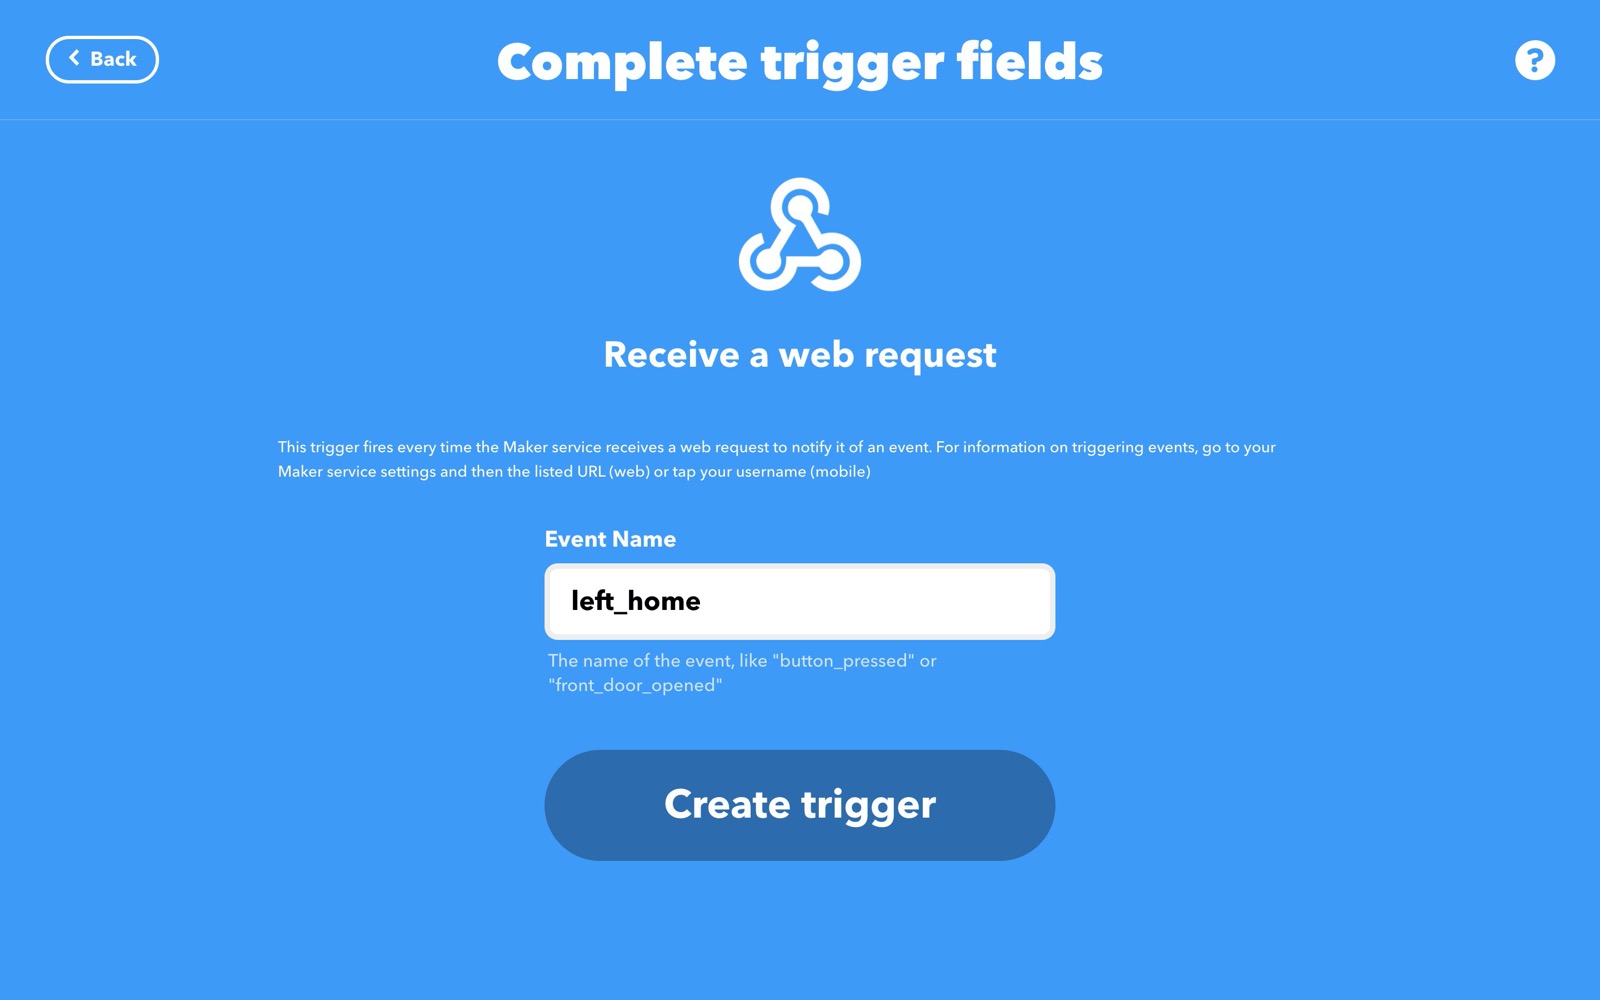 Back
Complete trigger fields
?
Receive a web request
This trigger fires every time the Maker service receives a web request to notify it of an event. For information on triggering events, go to your
Maker service settings and then the listed URL (web) or tap your username (mobile)
Event Name
left_home
The name of the event, like "button_pressed" or
"front_door_opened"
Create trigger